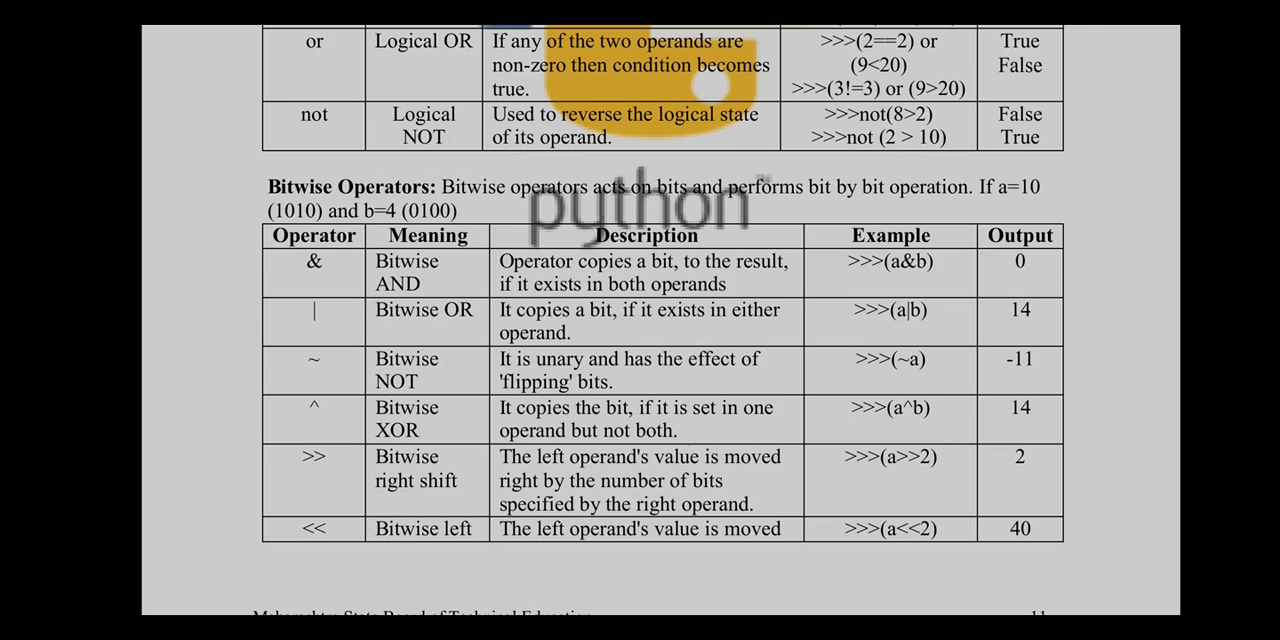 or Logical OR If any of the two operands are >>>(2==2) or True
non-zero then condition becomes (9<20) False
true. >>>(3!=3) or (9>20)
not Logical Used to reverse the logical state >>>not(8>2) False
NOT of its operand. >>>not (2 > 10) True
python
Bitwise Operators: Bitwise operators acts on bits and performs bit by bit operation. If a=10
(1010) and b=4 (0100)
Operator Meaning Description Example Output
& Bitwise Operator copies a bit, to the result, >>>(a&b) 0
AND if it exists in both operands
| Bitwise OR It copies a bit, if it exists in either >>>(a|b) 14
operand.
~ Bitwise It is unary and has the effect of >>>(~a) -11
NOT 'flipping' bits.
^ Bitwise It copies the bit, if it is set in one >>>(a^b) 14
XOR operand but not both.
>> Bitwise The left operand's value is moved >>>(a>>2) 2
right shift right by the number of bits
specified by the right operand.
<< Bitwise left The left operand's value is moved >>>(a<<2) 40
Maharashtra State Board of Technical Education 11